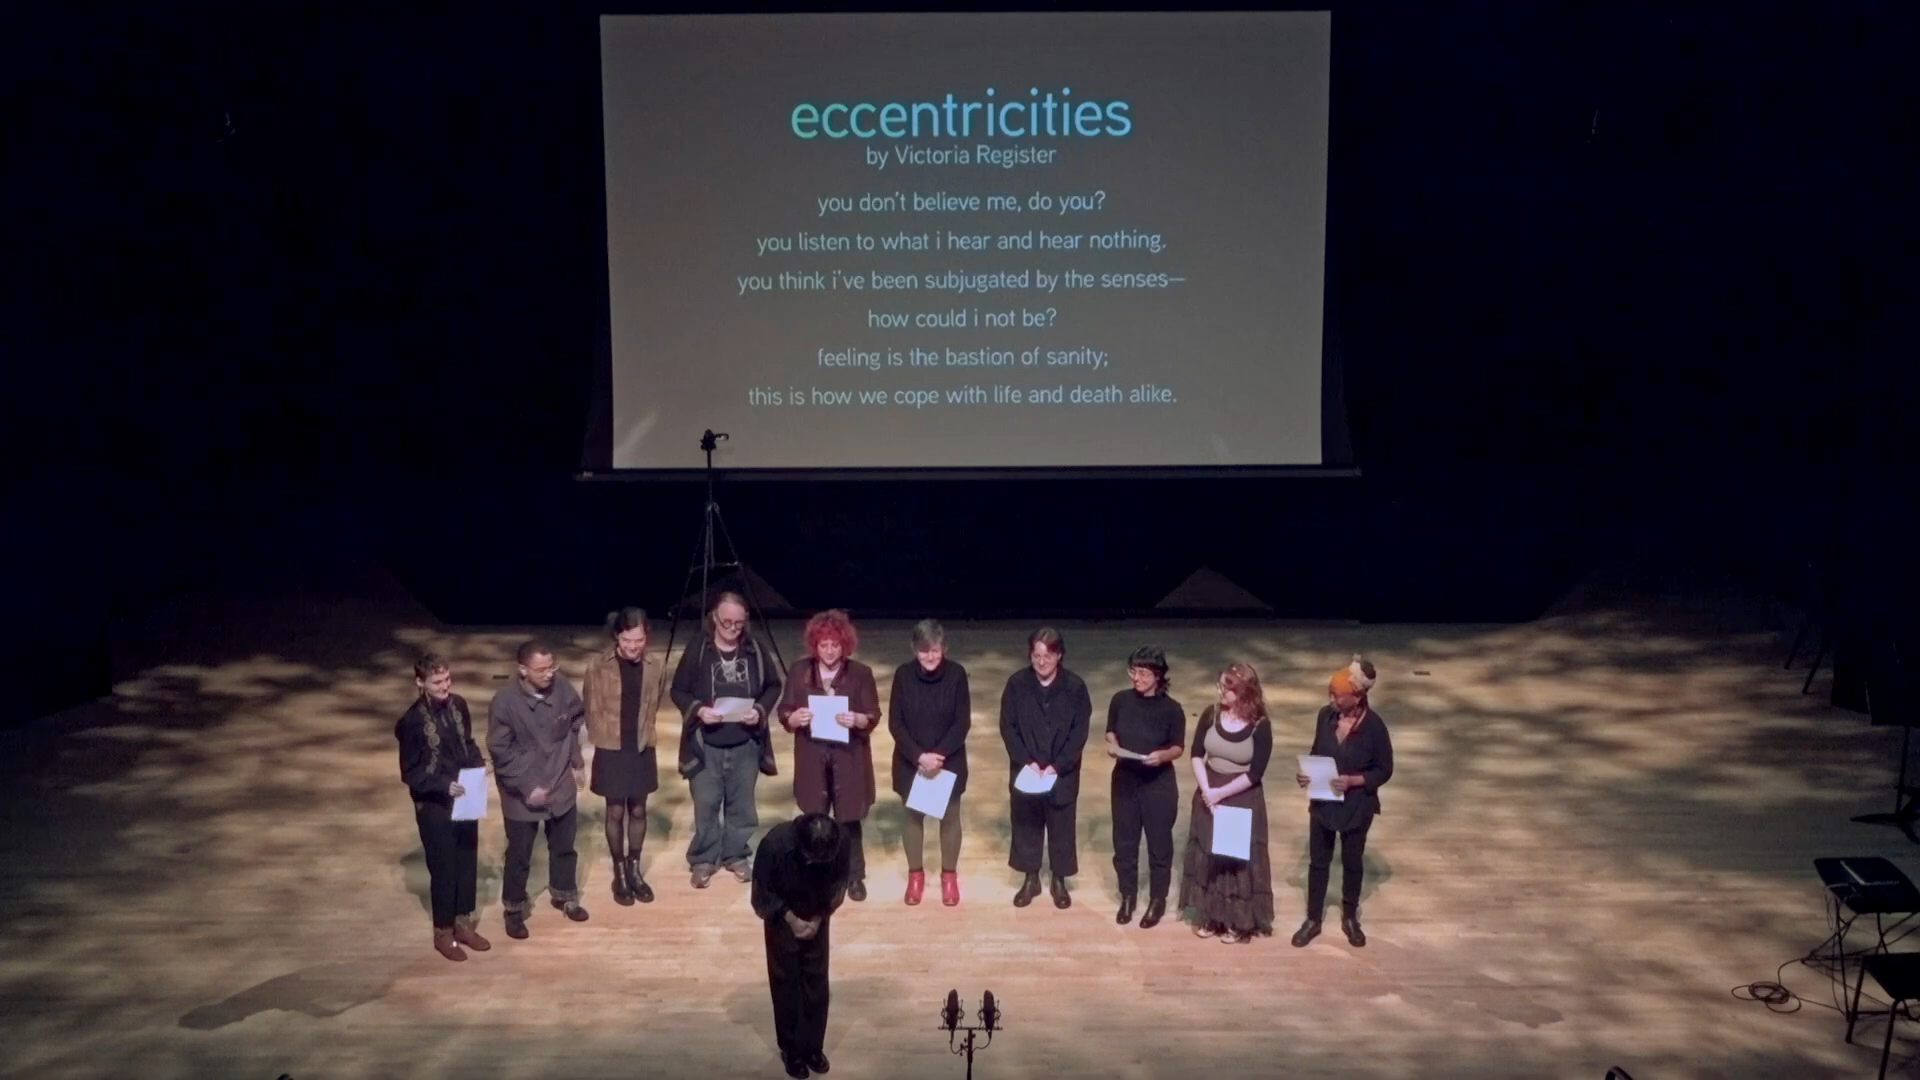 eccentricities
by Victoria Register
you don't believe me, do you?
you listen to what i hear and hear nothing.
you think i've been subjugated by the senses—
how could i not be?
feeling is the bastion of sanity;
this is how we cope with life and death alike.